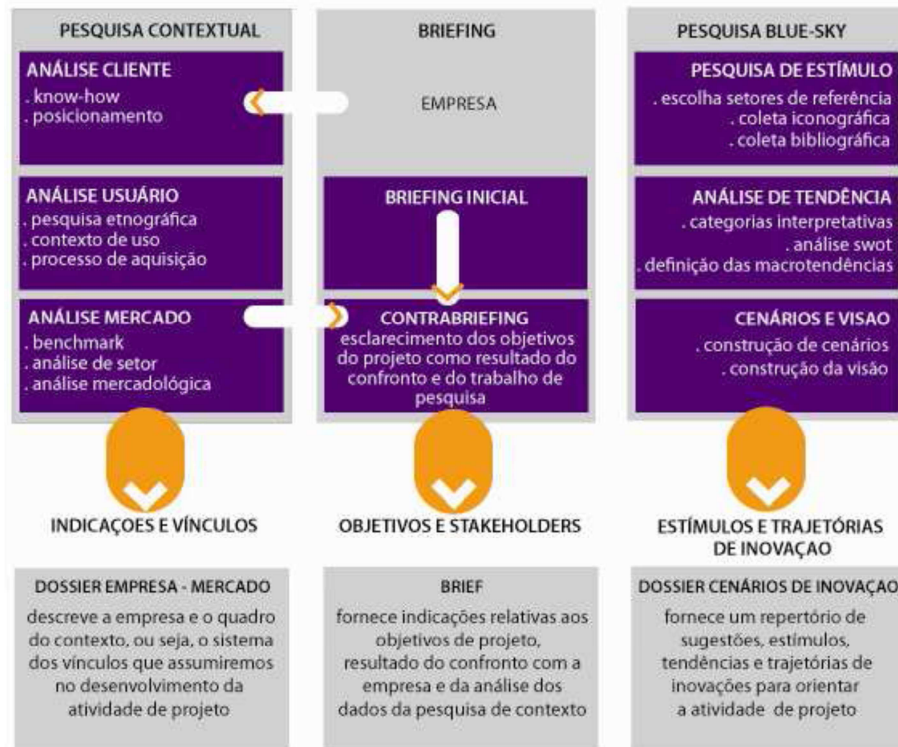 PESQUISA CONTEXTUAL
ANÁLISE CLIENTE
. know-how
. posicionamento
ANÁLISE USUÁRIO
. pesquisa etnográfica
. contexto de uso
. processo de aquisição
ANÁLISE MERCADO
. benchmark
. análise de setor
. análise mercadológica
INDICAÇOES E VÍNCULOS
DOSSIER EMPRESA - MERCADO
descreve a empresa e o quadro
do contexto, ou seja, o sistema
dos vínculos que assumiremos
no desenvolvimento da
atividade de projeto
BRIEFING
EMPRESA
BRIEFING INICIAL
CONTRABRIEFING
esclarecimento dos objetivos
do projeto como resultado do
confronto e do trabalho de
pesquisa
OBJETIVOS E STAKEHOLDERS
BRIEF
fornece indicações relativas aos
objetivos de projeto,
resultado do confronto com a
empresa e da análise dos
dados da pesquisa de contexto
PESQUISA BLUE-SKY
PESQUISA DE ESTÍMULO
. escolha setores de referência
. coleta iconográfica
. coleta bibliográfica
ANÁLISE DE TENDÊNCIA
. categorias interpretativas
. análise swot
. definição das macrotendências
CENÁRIOS E VISAO
. construção de cenários
. construção da visão
ESTÍMULOS E TRAJETÓRIAS
DE INOVAÇAO
DOSSIER CENÁRIOS DE INOVAÇAO
fornece um repertório de
sugestões, estímulos,
tendências e trajetórias de
inovações para orientar
a atividade de projeto